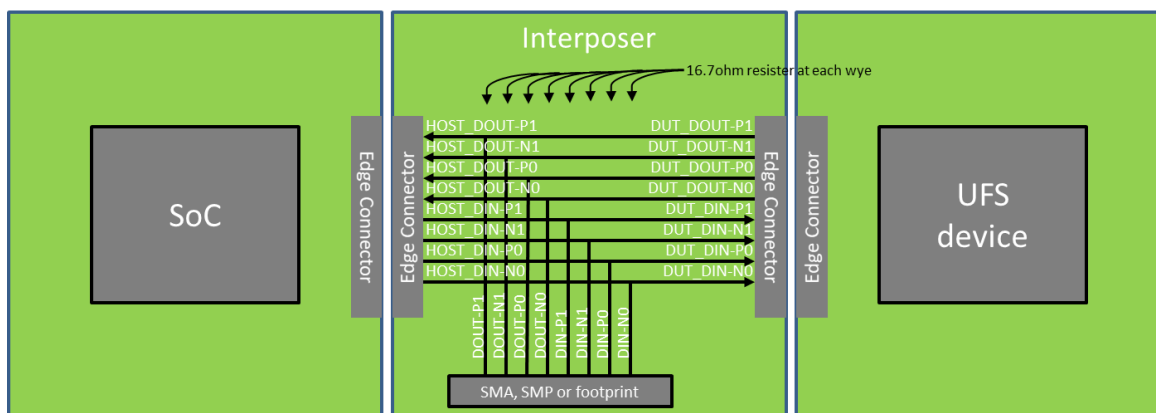 Interposer
16.7ohm resister at each wye
SoC
Edge Connector
Edge Connector
HOST_DOUT-P1
DUT_DOUT-P1
HOST_DOUT-N1
DUT_DOUT-N1
HOST_DOUT-P0
DUT_DOUT-P0
HOST_DOUT-N0
DUT_DOUT-N0
HOST_DIN-P1
DUT_DIN-P1
HOST_DIN-N1
DUT_DIN-N1
HOST_DIN-P0
DUT_DIN-P0
HOST_DIN-N0
DUT_DIN-N0
Edge Connector
Edge Connector
UFS
device
DOUT-P1
DOUT-N1
DOUT-P0
DOUT-N0
DIN-P1
DIN-N1
DIN-P0
DIN-N0
SMA, SMP or footprint